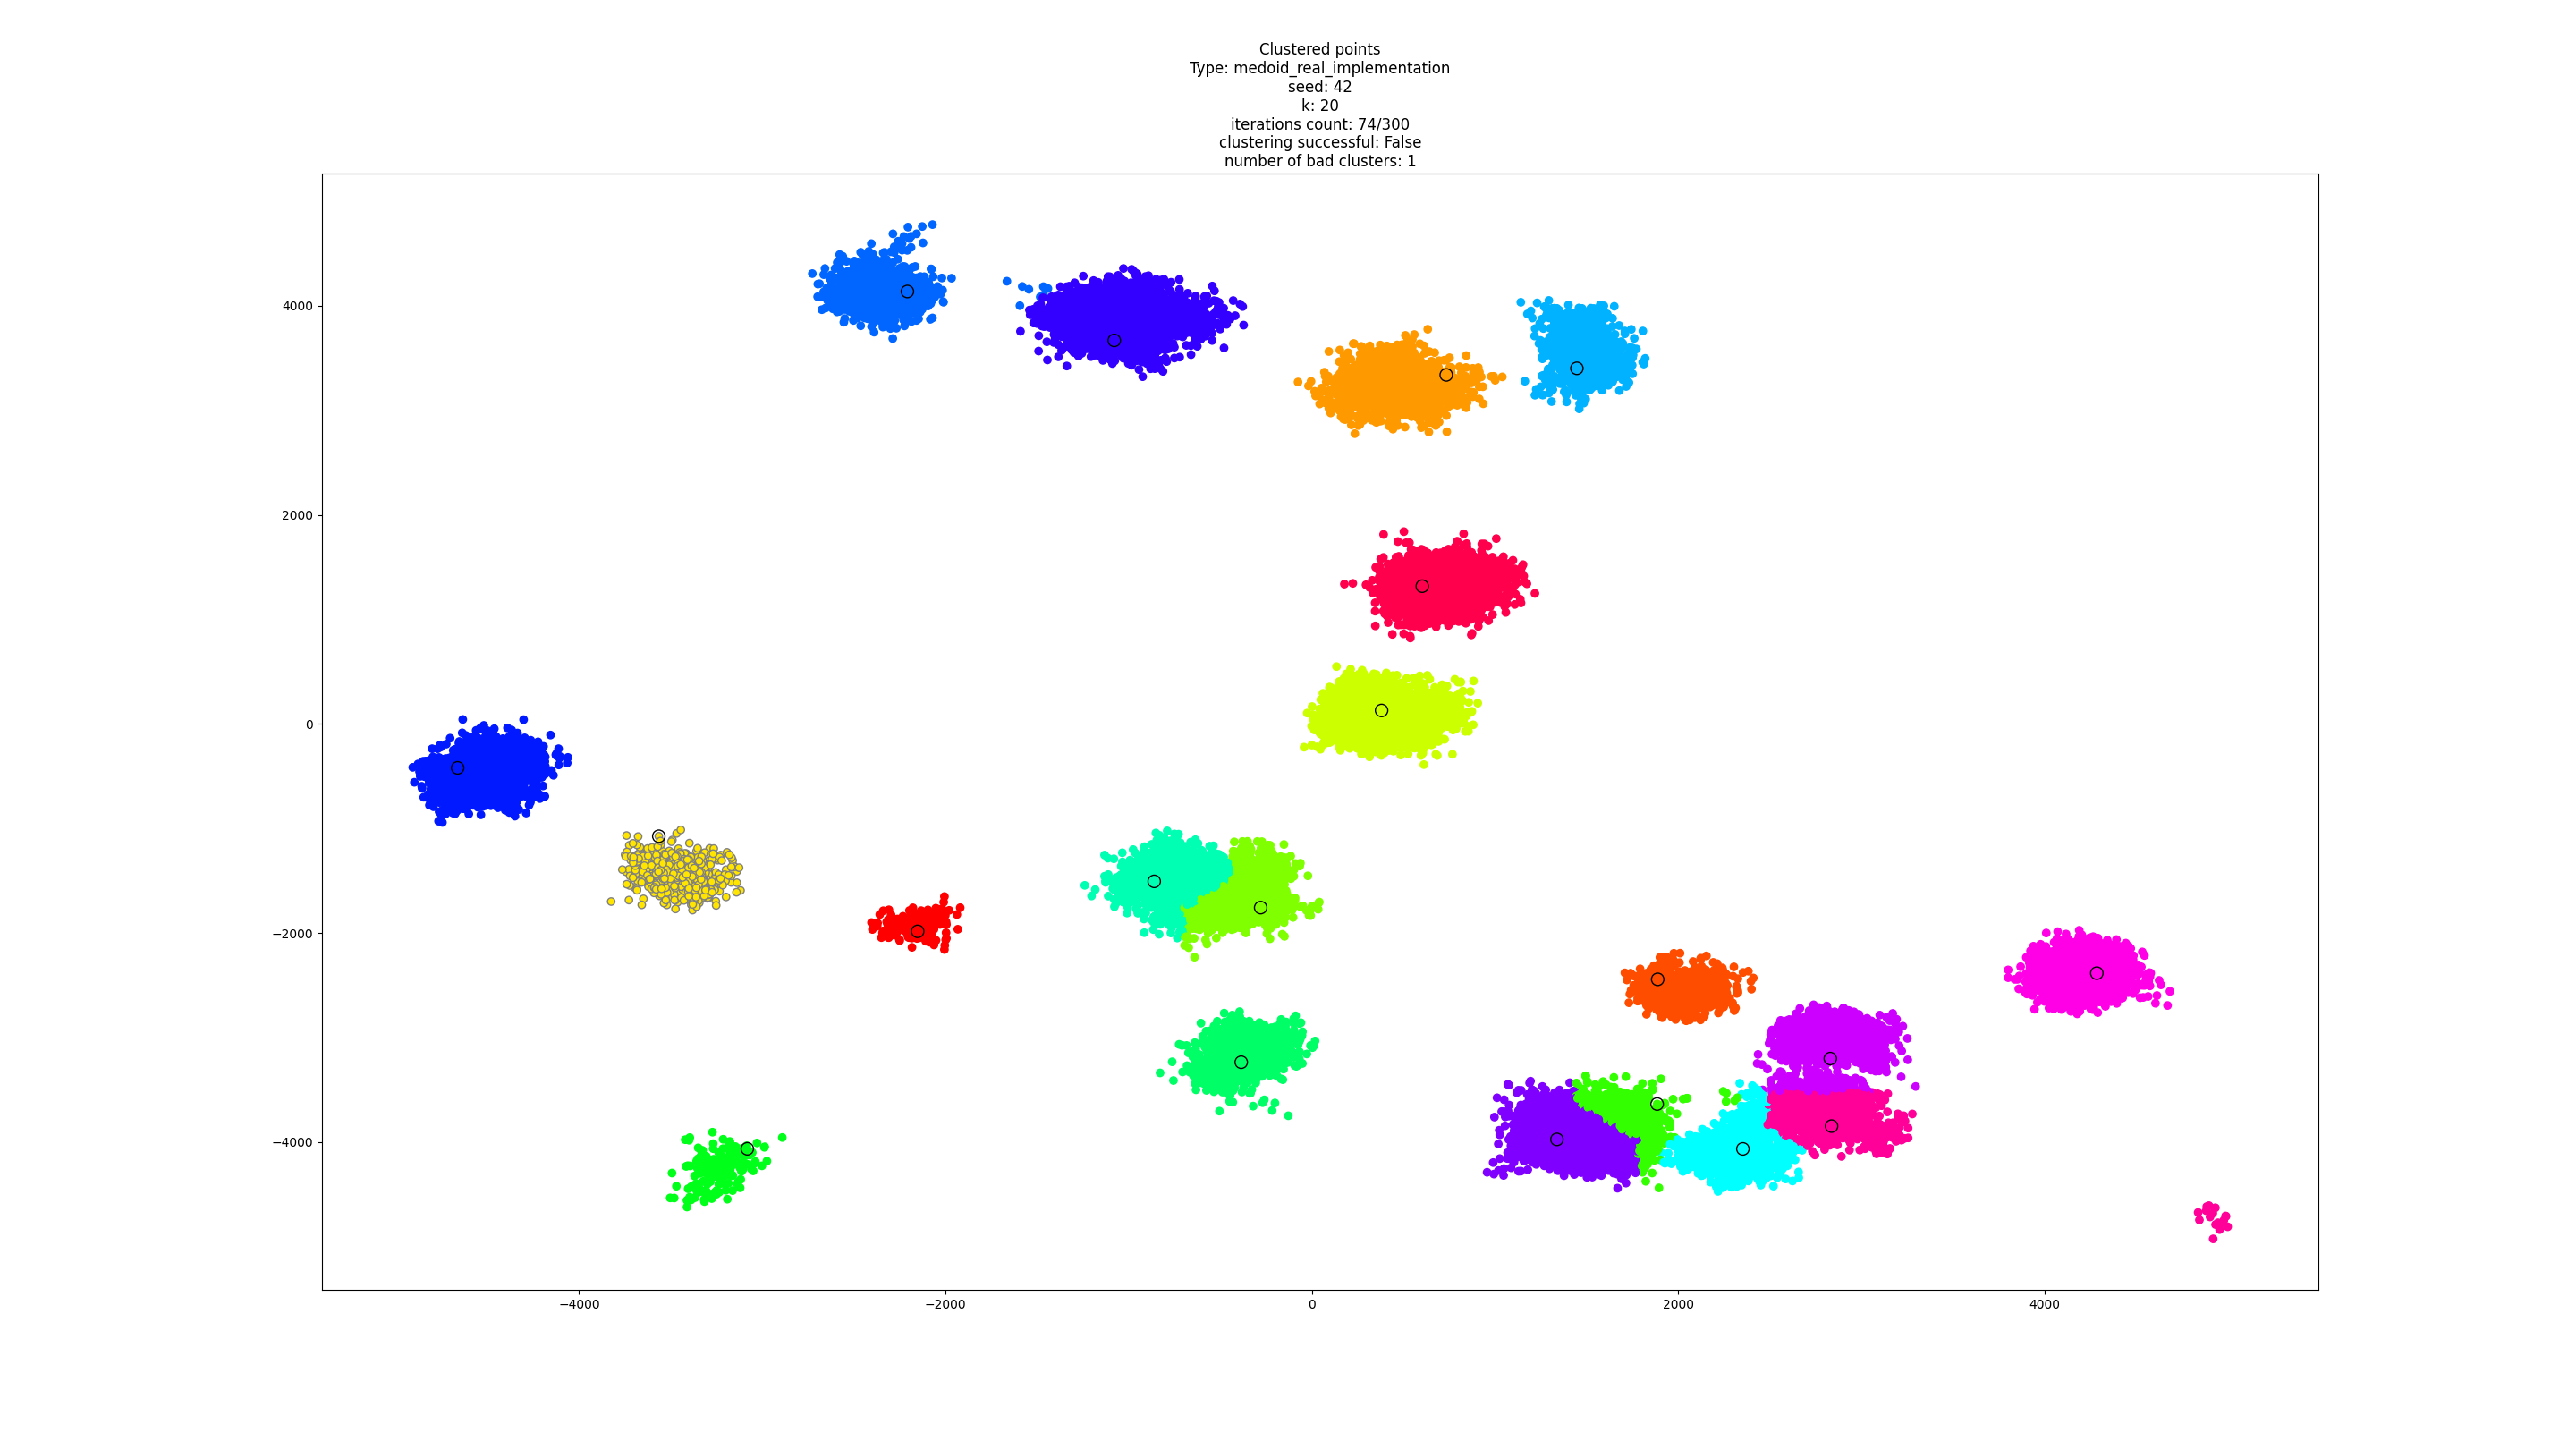 Clustered points
Type: medoid_real_implementation
seed: 42
k: 20
iterations count: 74/300
clustering successful: False
number of bad clusters: 1
4000
2000
0
−2000
−4000
−4000 −2000 0 2000 4000